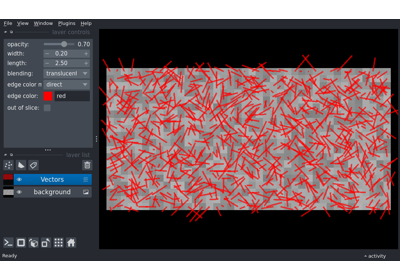 File View Window Plugins Help
layer controls
opacity: 0.70
width: 0.20
length: 2.50
blending: translucent
edge color m direct
edge color: red
out of slice:
layer list
Vectors
background
Ready
activity